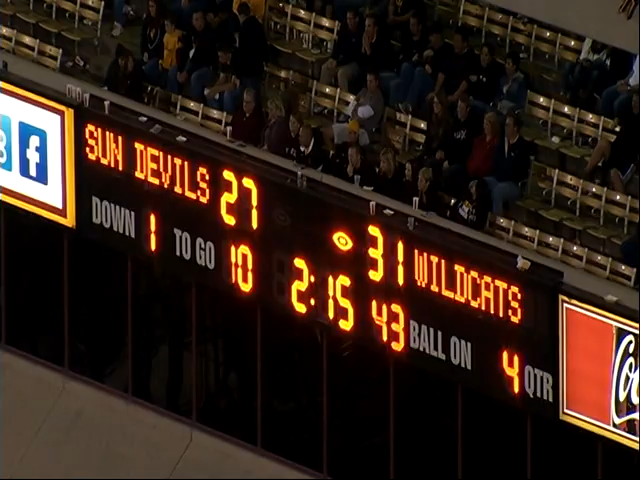 SUN DEVILS 27 31 WILDCATS
DOWN 1 TO GO 10 2:15 43 BALL ON 4 QTR
f